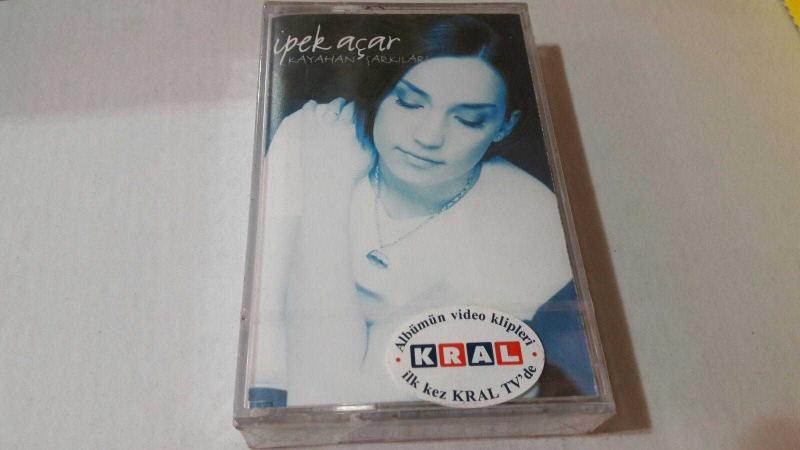 ipek açar
KAYAHAN ŞARKILARI
Albümün video klipleri
KRAL
ilk kez KRAL TV'de